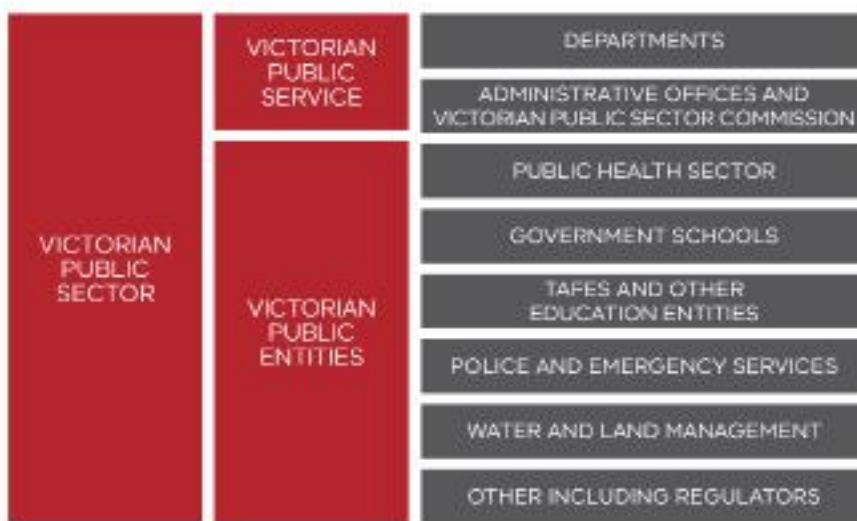 VICTORIAN
PUBLIC
SECTOR
VICTORIAN
PUBLIC
SERVICE
VICTORIAN
PUBLIC
ENTITIES
DEPARTMENTS
ADMINISTRATIVE OFFICES AND
VICTORIAN PUBLIC SECTOR COMMISSION
PUBLIC HEALTH SECTOR
GOVERNMENT SCHOOLS
TAFES AND OTHER
EDUCATION ENTITIES
POLICE AND EMERGENCY SERVICES
WATER AND LAND MANAGEMENT
OTHER INCLUDING REGULATORS